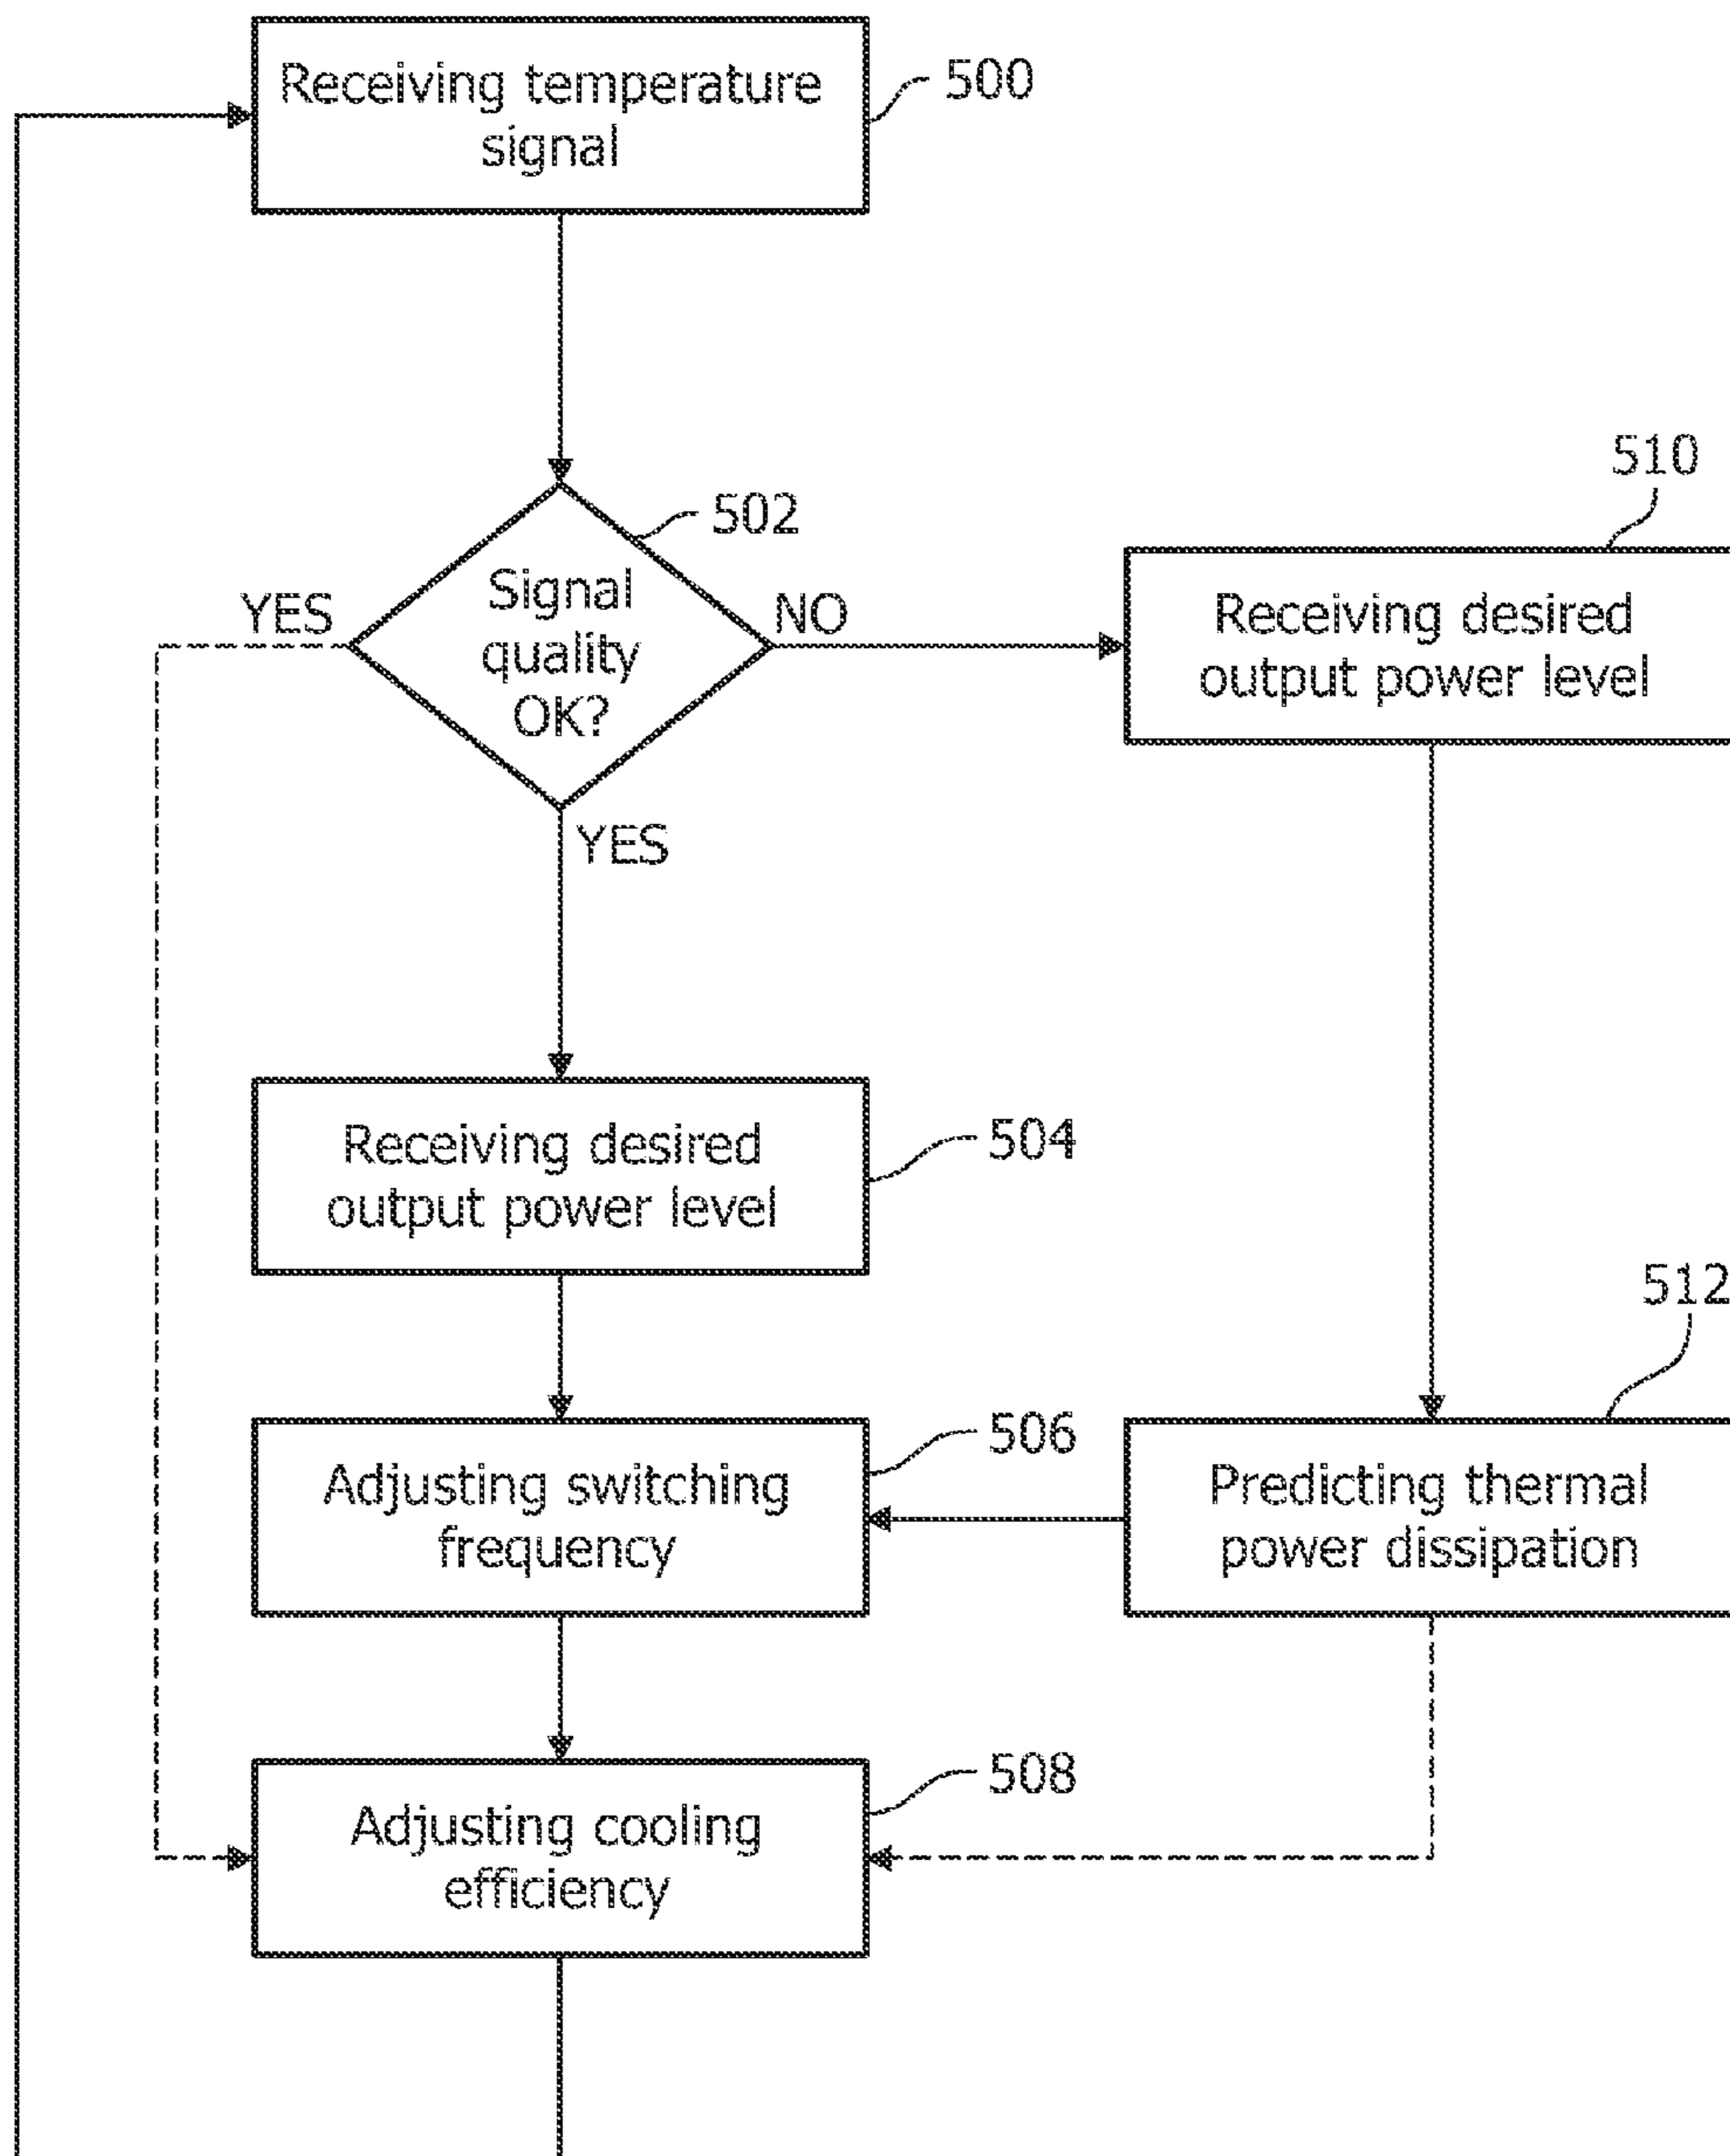 Receiving temperature
signal
500
502
Signal
quality
OK?
YES
NO
YES
510
Receiving desired
output power level
Receiving desired
output power level
504
512
Adjusting switching
frequency
506
Predicting thermal
power dissipation
Adjusting cooling
efficiency
508